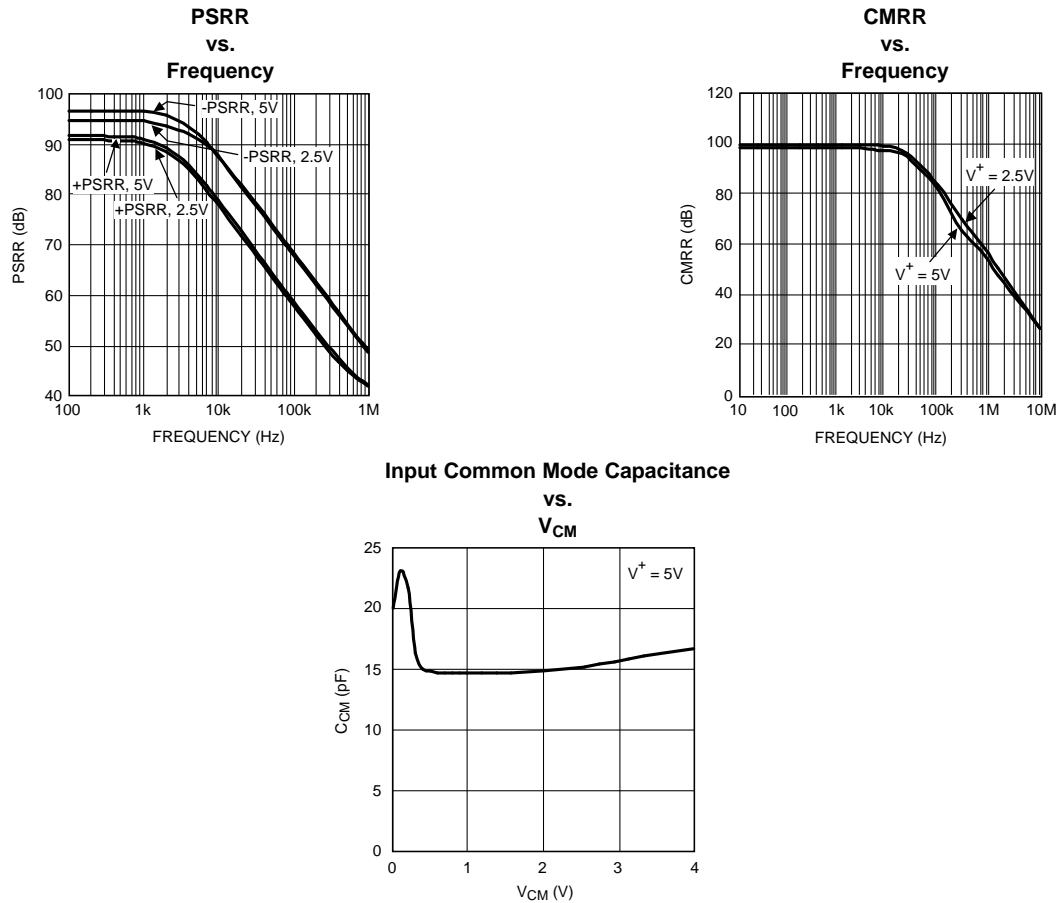 PSRR
vs.
Frequency
100
90
80
70
60
50
40
PSRR (dB)
-PSRR, 5V
-PSRR, 2.5V
+PSRR, 5V
+PSRR, 2.5V
100 1k 10k 100k 1M
FREQUENCY (Hz)
CMRR
vs.
Frequency
120
100
80
60
40
20
0
CMRR (dB)
V+ = 2.5V
V+ = 5V
10 100 1k 10k 100k 1M 10M
FREQUENCY (Hz)
Input Common Mode Capacitance
vs.
VCM
25
20
15
10
5
0
CCM (pF)
V+ = 5V
0 1 2 3 4
VCM (V)